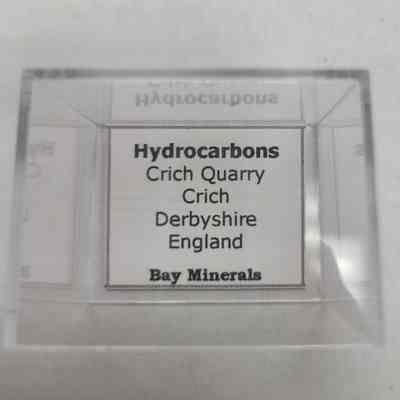 Hydrocarbons
Crich Quarry
Crich
Derbyshire
England
Bay Minerals